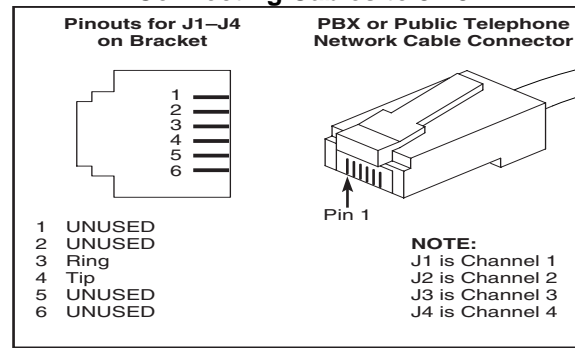 Pinouts for J1–J4
on Bracket
1
2
3
4
5
6
1 UNUSED
2 UNUSED
3 Ring
4 Tip
5 UNUSED
6 UNUSED
PBX or Public Telephone
Network Cable Connector
Pin 1
NOTE:
J1 is Channel 1
J2 is Channel 2
J3 is Channel 3
J4 is Channel 4